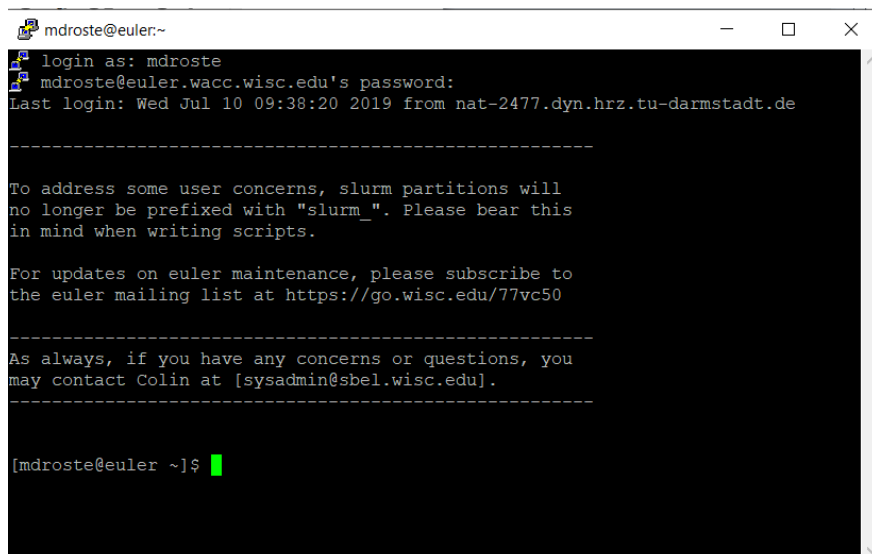 mdroste@euler:~
login as: mdroste
mdroste@euler.wacc.wisc.edu's password:
Last login: Wed Jul 10 09:38:20 2019 from nat-2477.dyn.hrz.tu-darmstadt.de
-------------------------------------------------------
To address some user concerns, slurm partitions will
no longer be prefixed with "slurm_". Please bear this
in mind when writing scripts.
For updates on euler maintenance, please subscribe to
the euler mailing list at https://go.wisc.edu/77vc50
-------------------------------------------------------
As always, if you have any concerns or questions, you
may contact Colin at [sysadmin@sbel.wisc.edu].
-------------------------------------------------------
[mdroste@euler ~]$